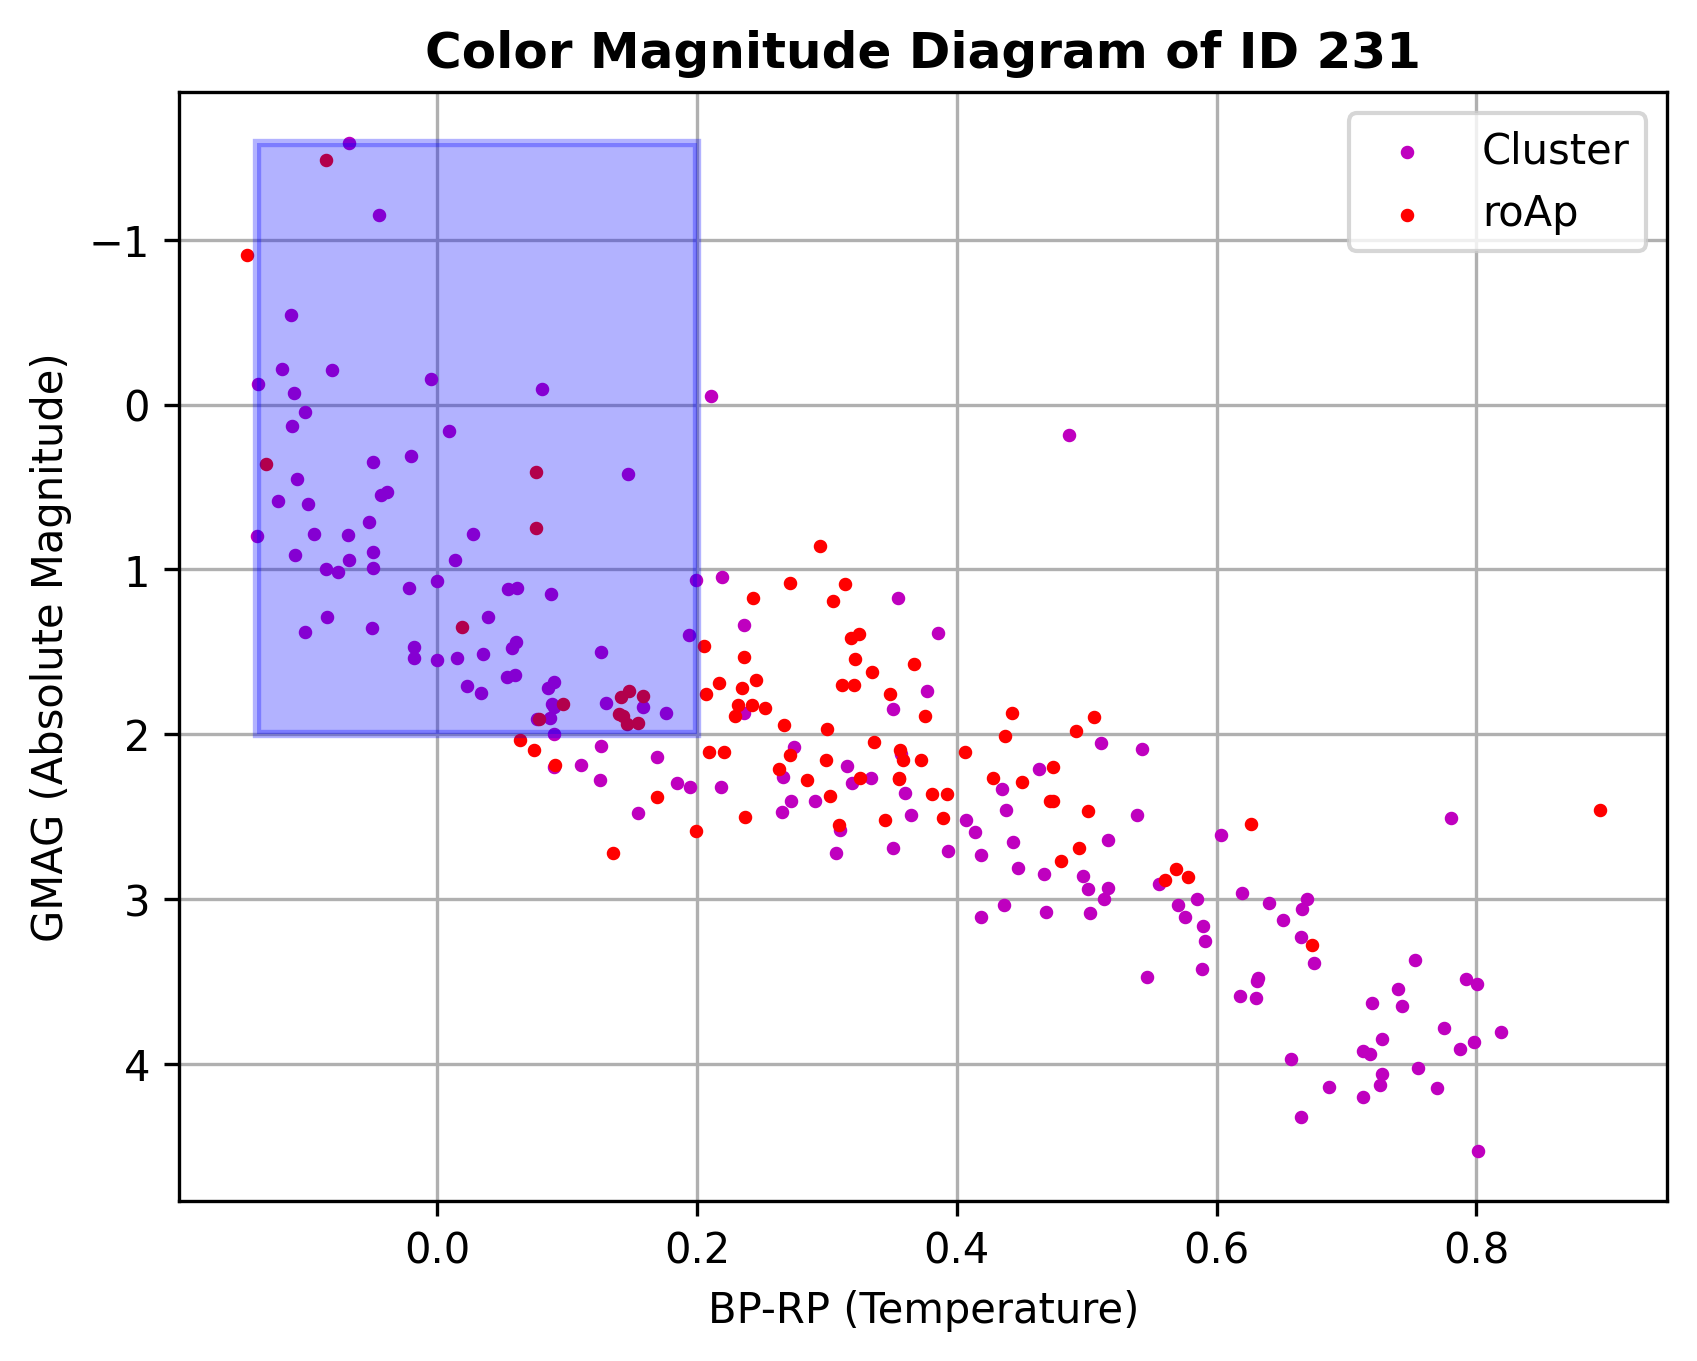 Color Magnitude Diagram of ID 231
Cluster
roAp
−1
0
1
2
3
4
GMAG (Absolute Magnitude)
0.0 0.2 0.4 0.6 0.8
BP-RP (Temperature)